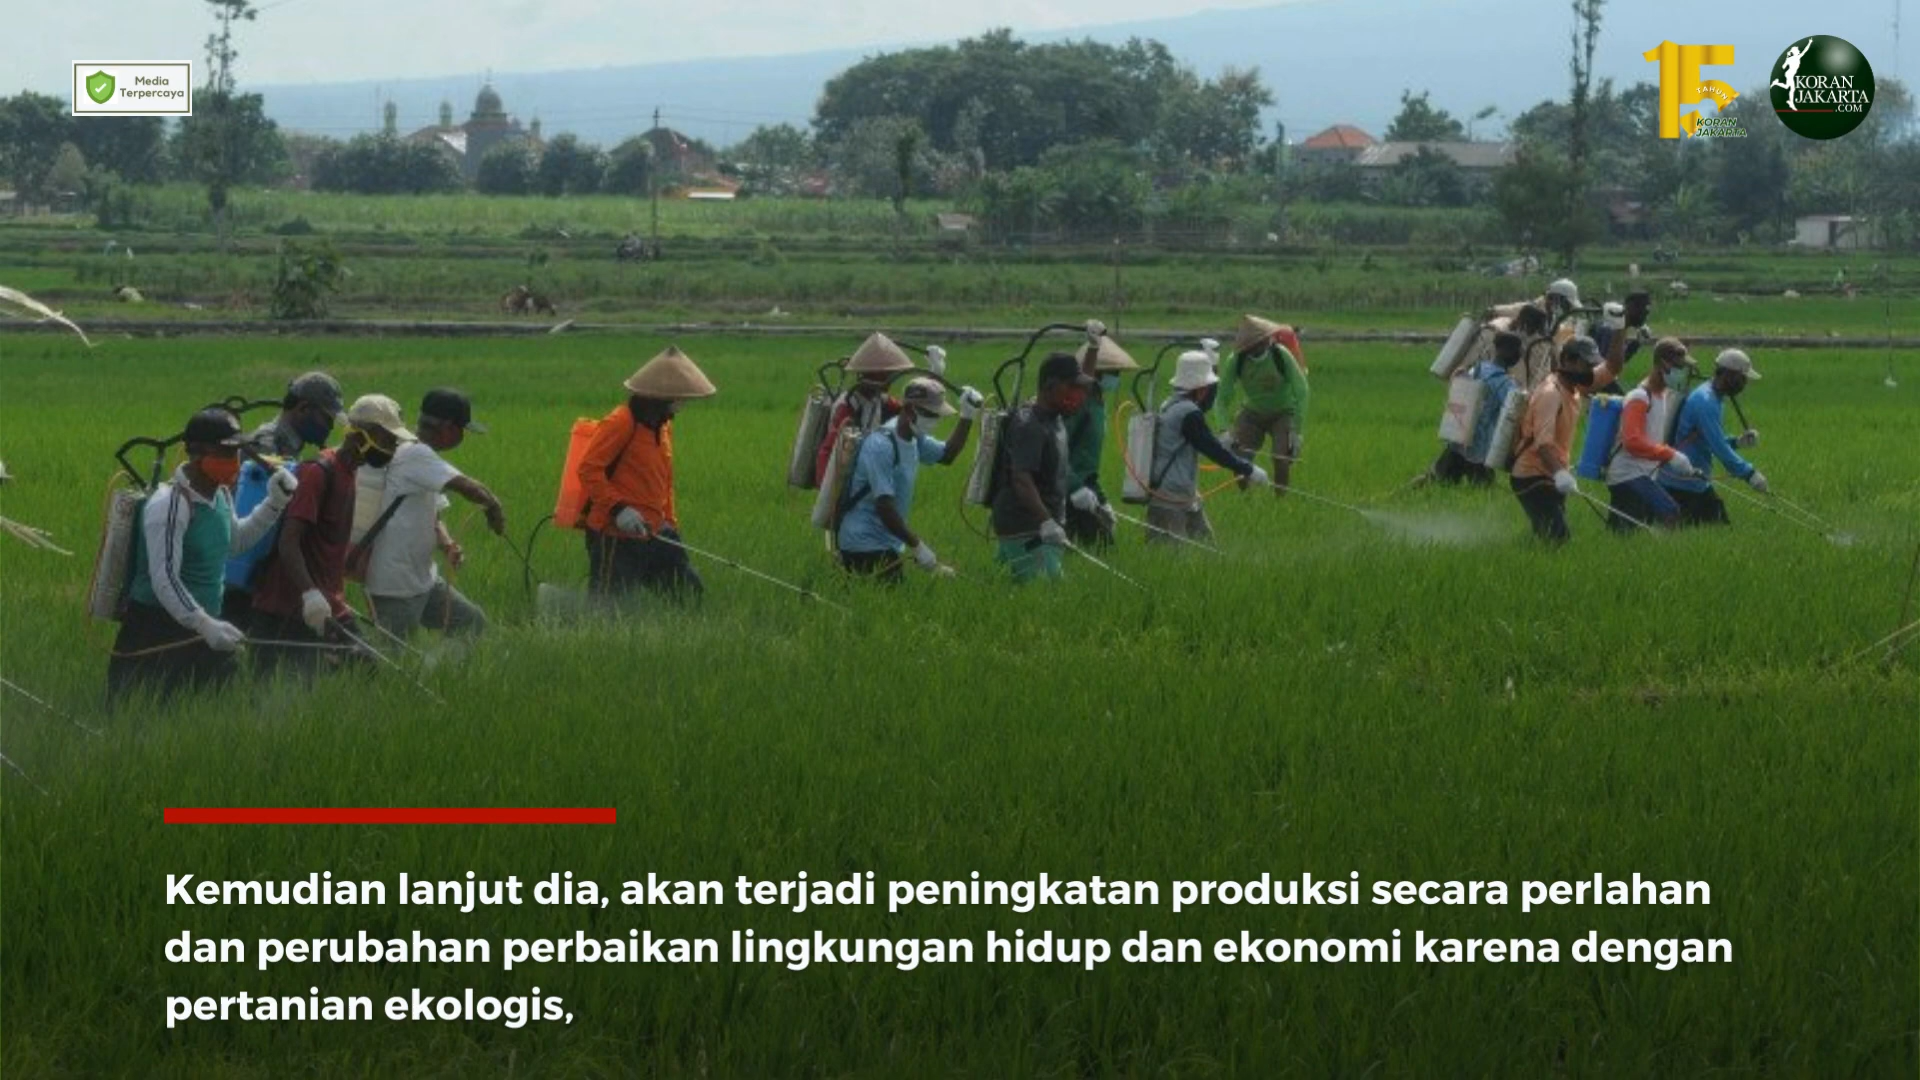 Media
Terpercaya
15
TAHUN
KORAN
JAKARTA
KORAN
JAKARTA
.COM
Kemudian lanjut dia, akan terjadi peningkatan produksi secara perlahan
dan perubahan perbaikan lingkungan hidup dan ekonomi karena dengan
pertanian ekologis,